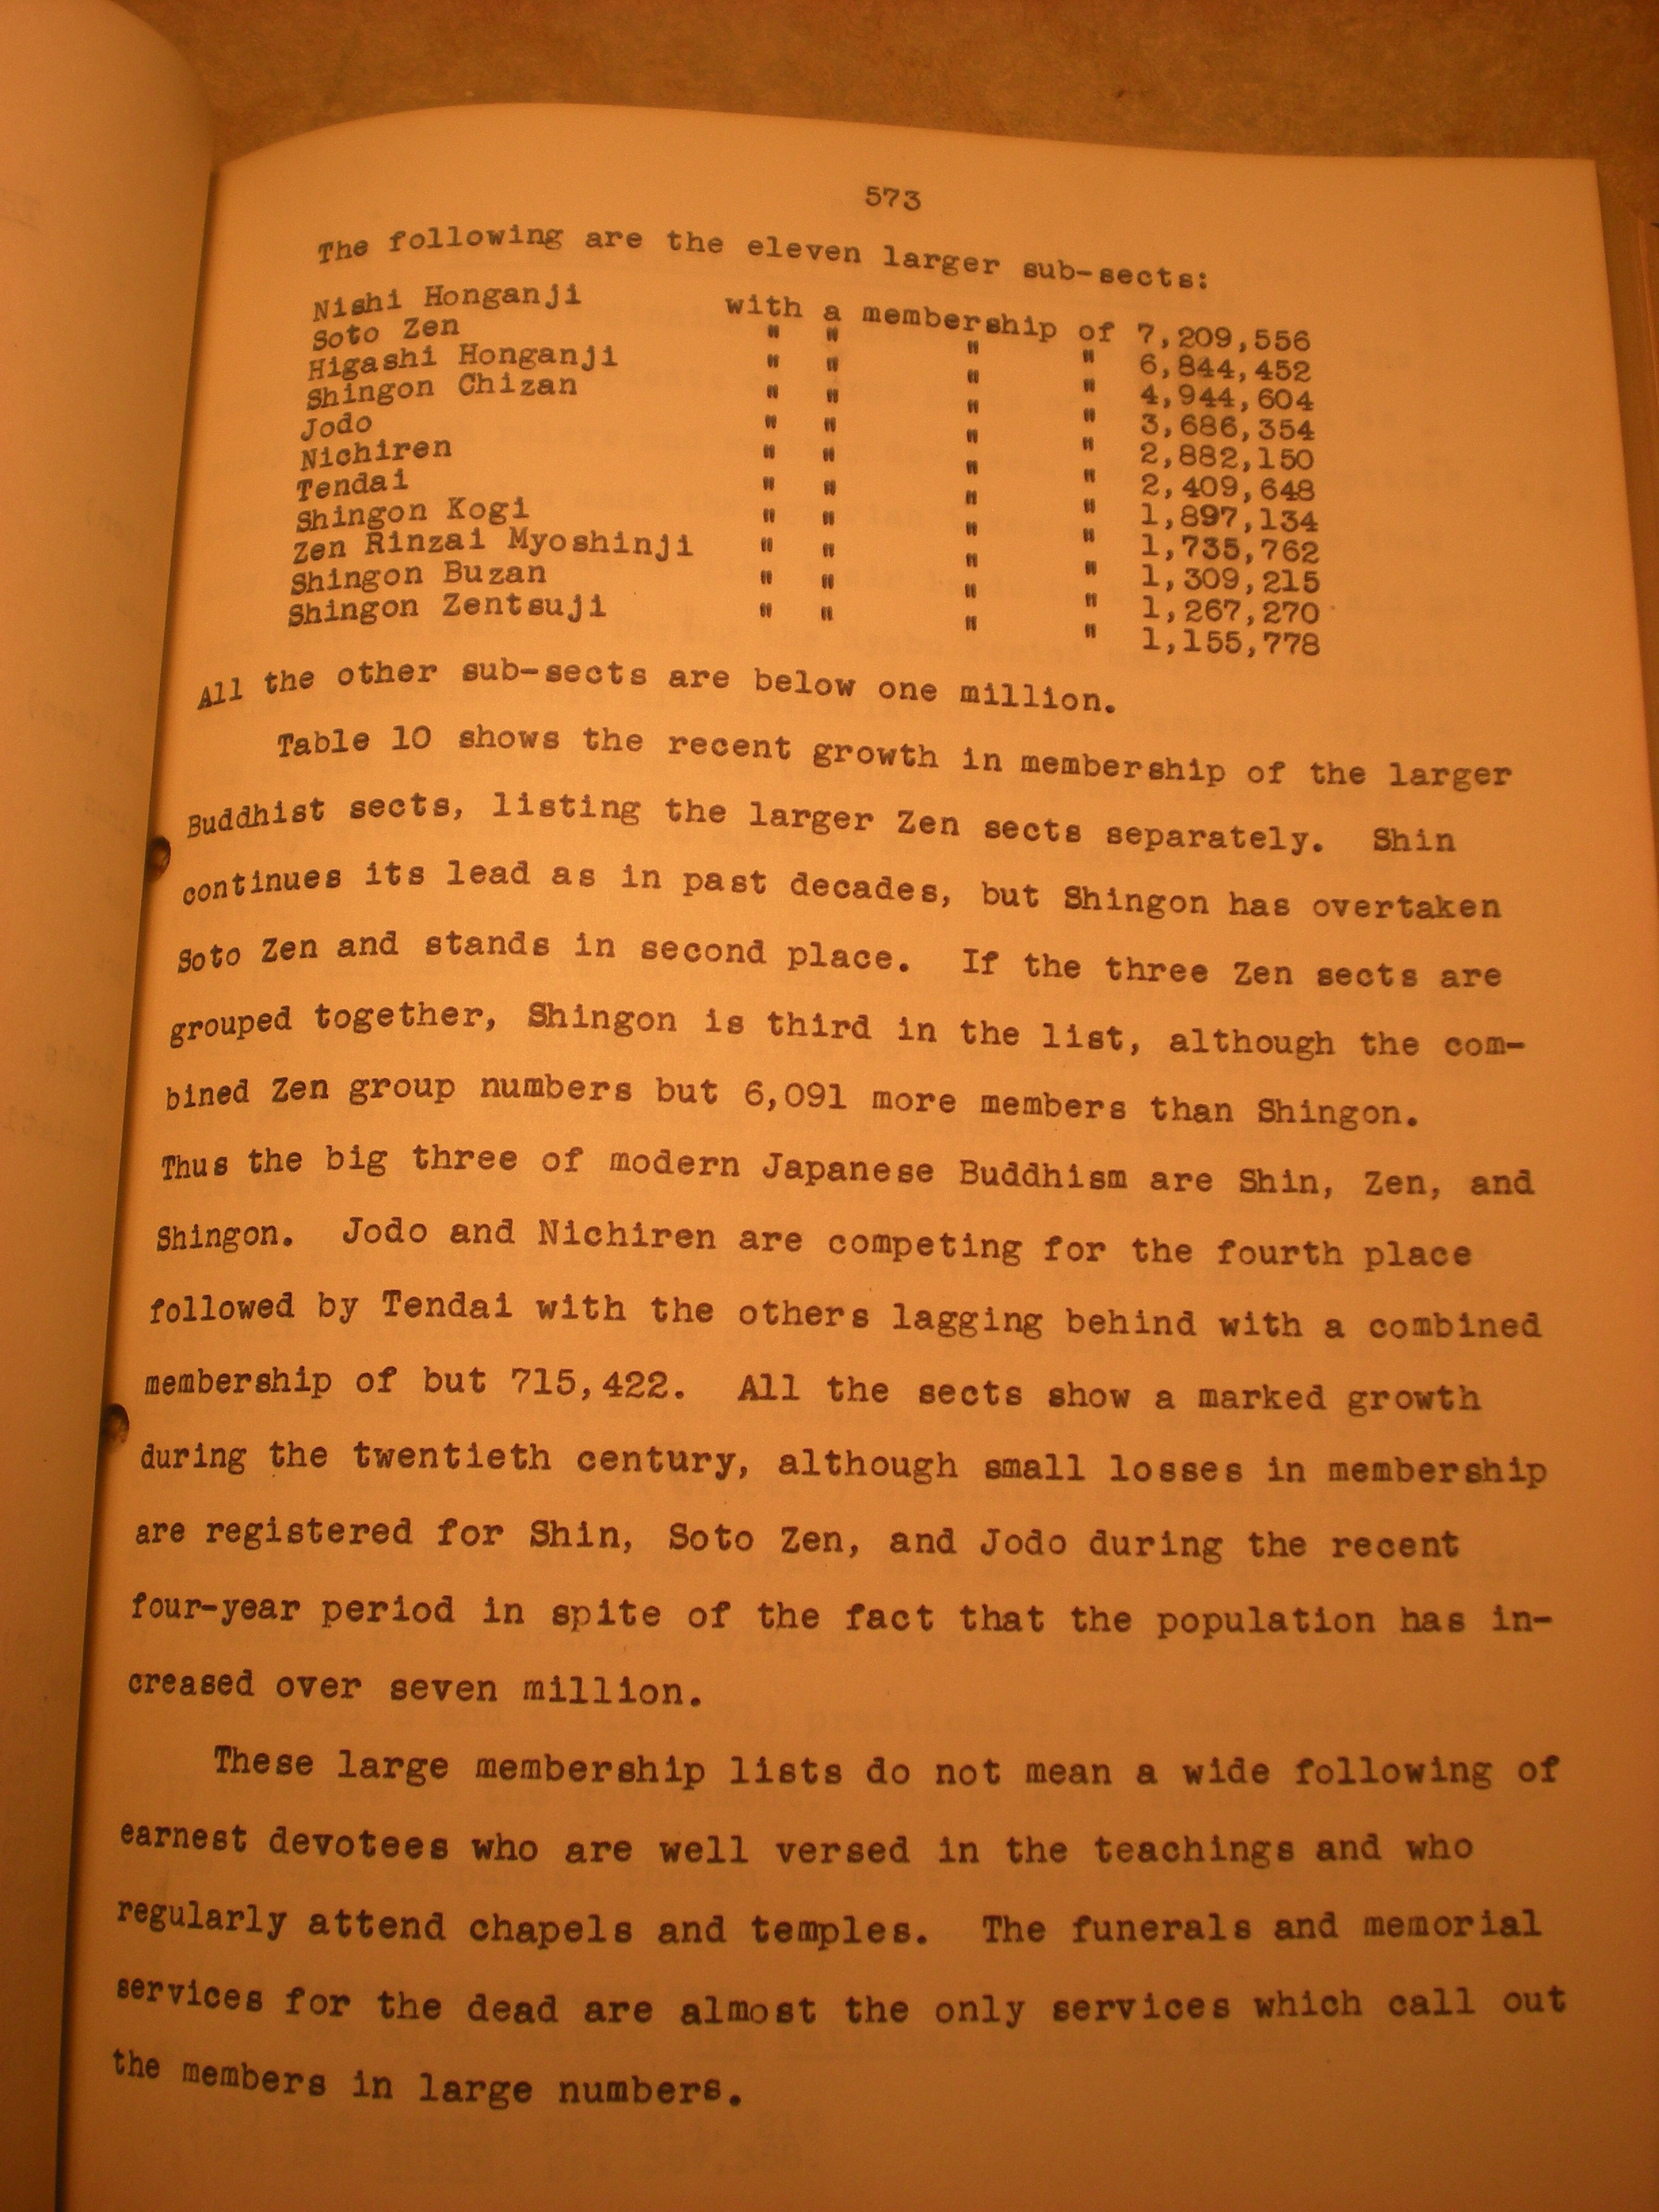 573
The following are the eleven larger sub-sects:
Nishi Honganji with a membership of 7,209,556
Soto Zen " " " " 6,844,452
Higashi Honganji " " " " 4,944,604
Shingon Chizan " " " " 3,686,354
Jodo " " " " 2,882,150
Nichiren " " " " 2,409,648
Tendai " " " " 1,897,134
Shingon Kogi " " " " 1,735,762
Zen Rinzai Myoshinji " " " " 1,309,215
Shingon Buzan " " " " 1,267,270
Shingon Zentsuji " " " " 1,155,778
All the other sub-sects are below one million.
Table 10 shows the recent growth in membership of the larger
Buddhist sects, listing the larger Zen sects separately. Shin
continues its lead as in past decades, but Shingon has overtaken
Soto Zen and stands in second place. If the three Zen sects are
grouped together, Shingon is third in the list, although the com-
bined Zen group numbers but 6,091 more members than Shingon.
Thus the big three of modern Japanese Buddhism are Shin, Zen, and
Shingon. Jodo and Nichiren are competing for the fourth place
followed by Tendai with the others lagging behind with a combined
membership of but 715,422. All the sects show a marked growth
during the twentieth century, although small losses in membership
are registered for Shin, Soto Zen, and Jodo during the recent
four-year period in spite of the fact that the population has in-
creased over seven million.
These large membership lists do not mean a wide following of
earnest devotees who are well versed in the teachings and who
regularly attend chapels and temples. The funerals and memorial
services for the dead are almost the only services which call out
the members in large numbers.